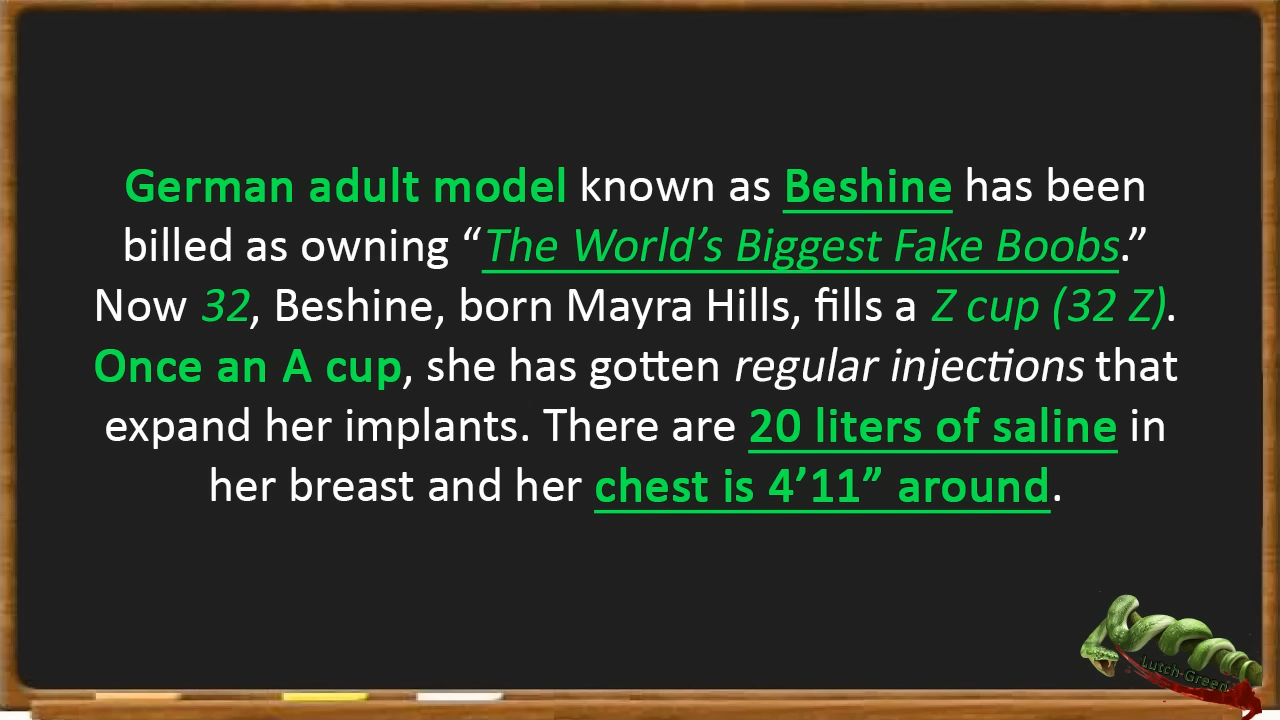 German adult model known as Beshine has been
billed as owning “The World’s Biggest Fake Boobs.”
Now 32, Beshine, born Mayra Hills, fills a Z cup (32 Z).
Once an A cup, she has gotten regular injections that
expand her implants. There are 20 liters of saline in
her breast and her chest is 4’11” around.
Lutch-Green